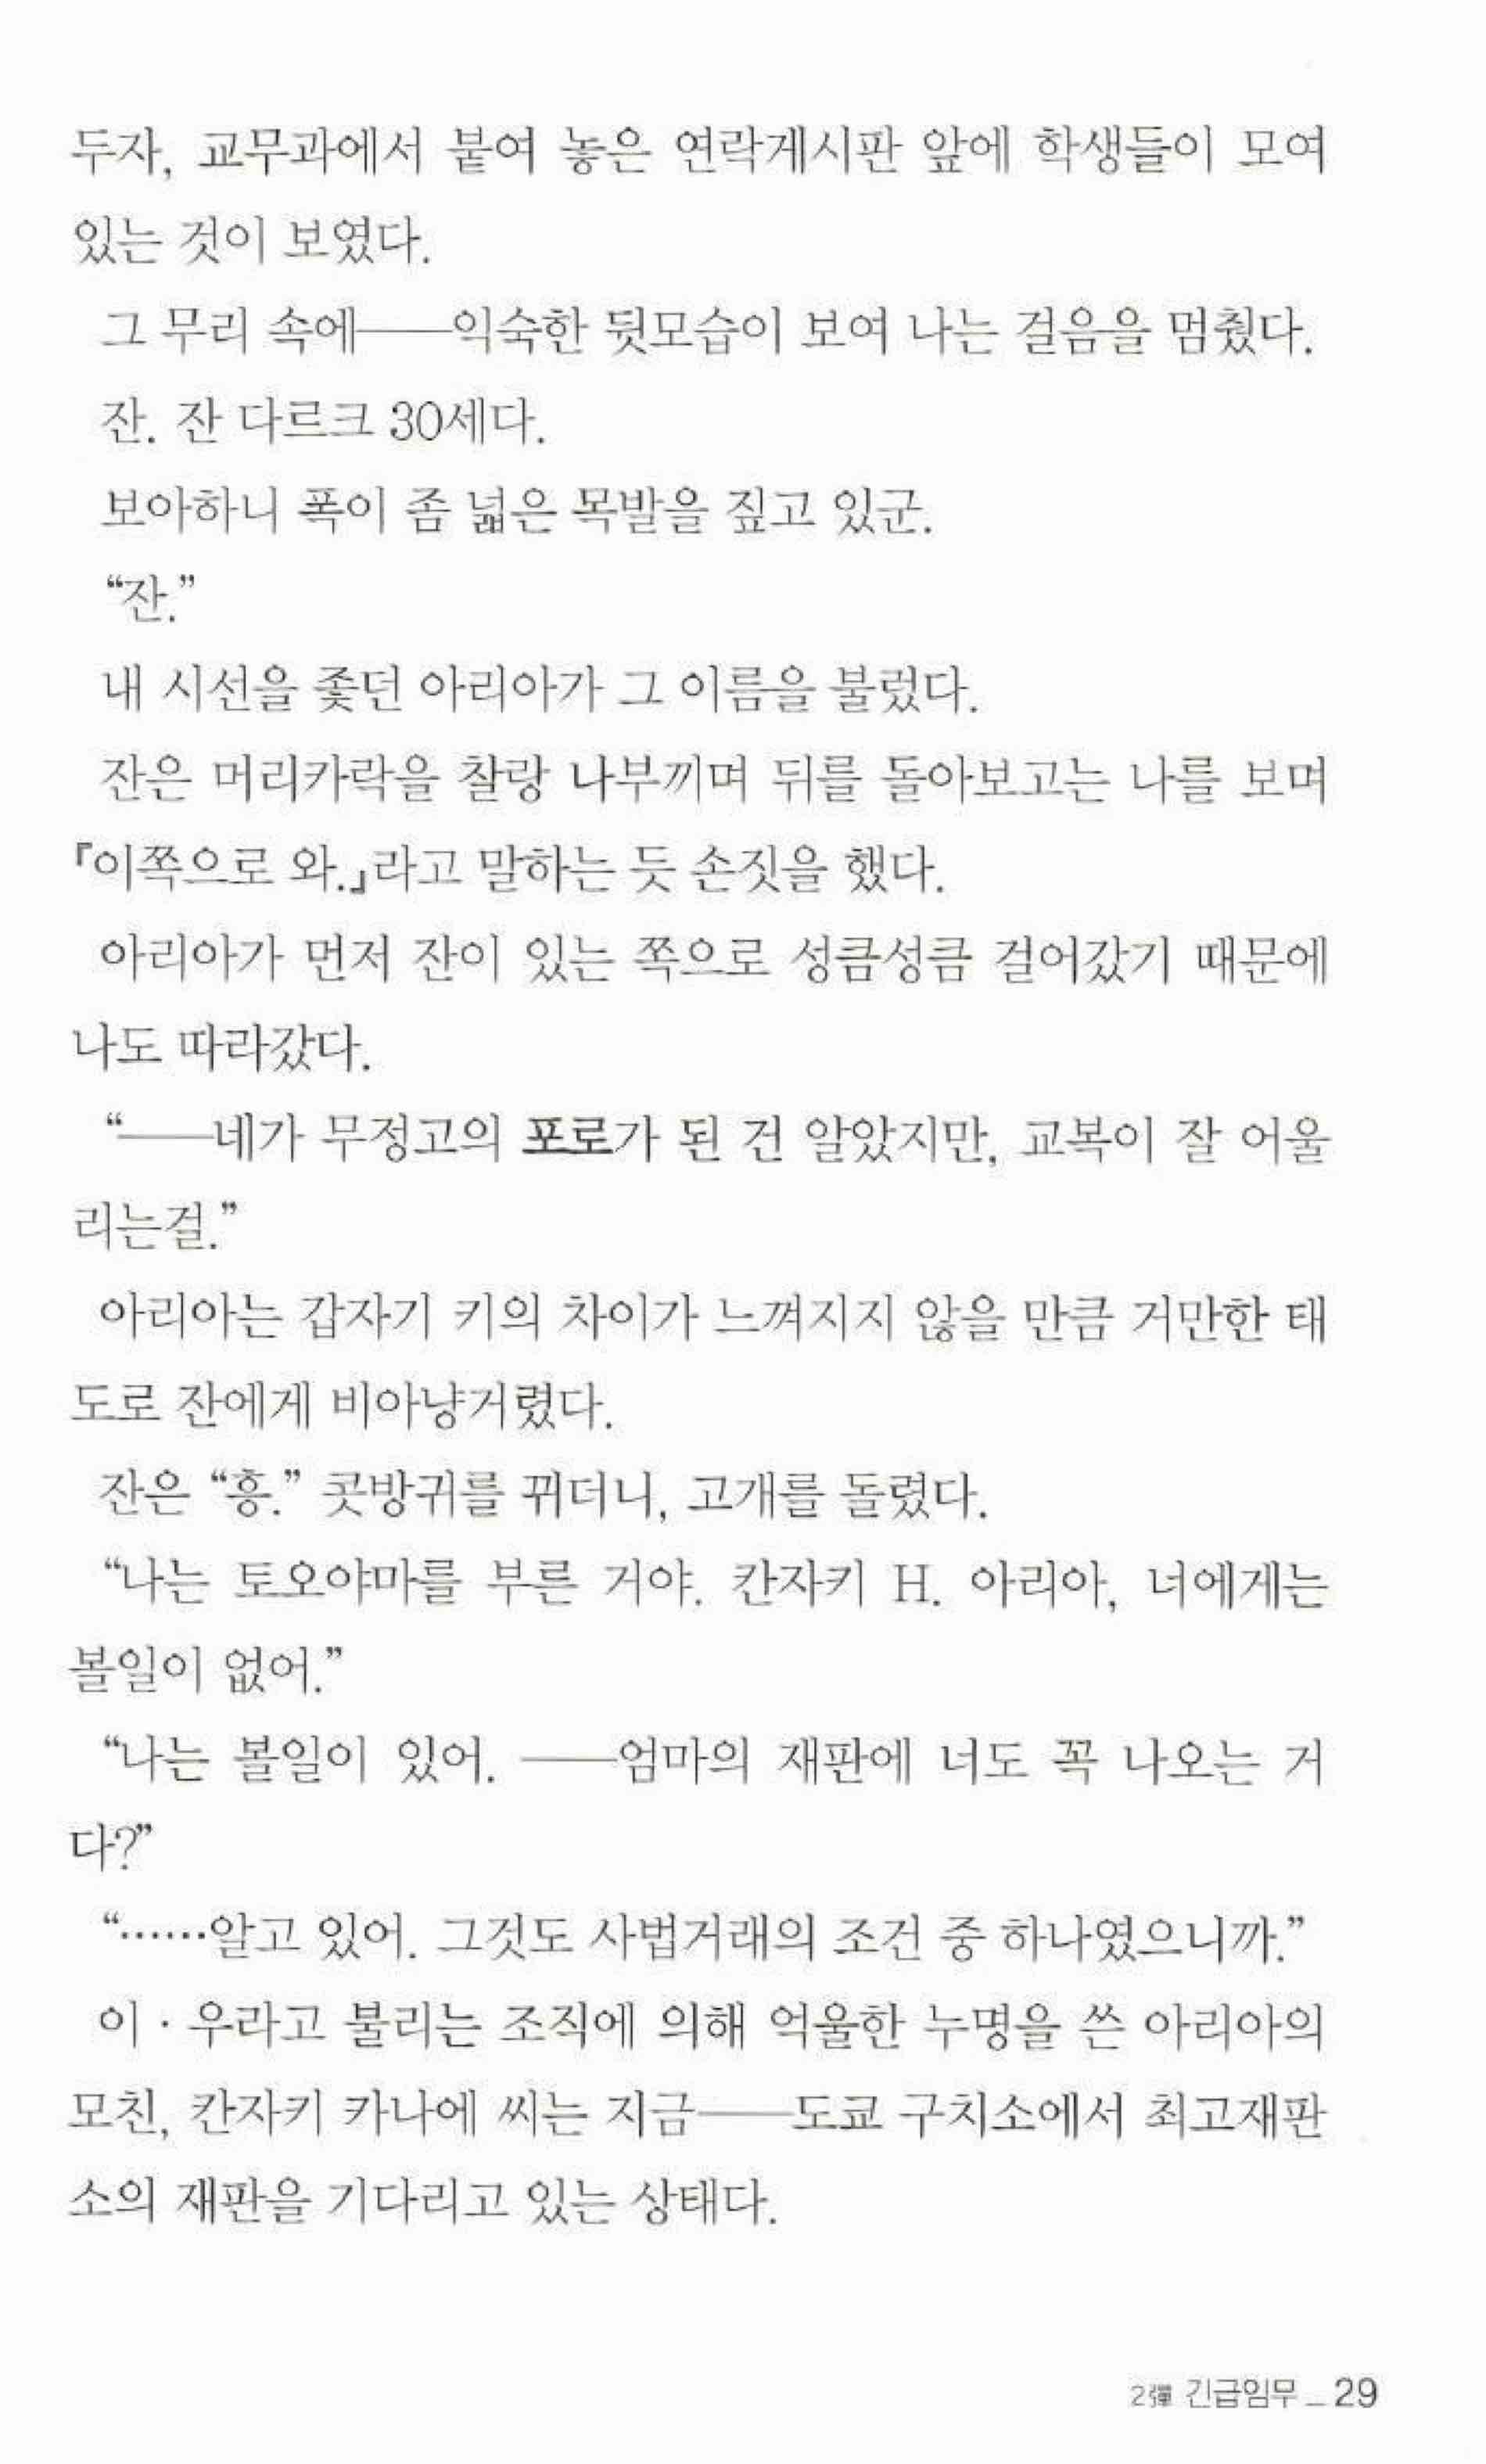 두자, 교무과에서 붙여 놓은 연락게시판 앞에 학생들이 모여
있는 것이 보였다.
그 무리 속에――익숙한 뒷모습이 보여 나는 걸음을 멈췄다.
잔. 잔 다르크 30세다.
보아하니 폭이 좀 넓은 목발을 짚고 있군.
“잔.”
내 시선을 좇던 아리아가 그 이름을 불렀다.
잔은 머리카락을 찰랑 나부끼며 뒤를 돌아보고는 나를 보며
『이쪽으로 와.』라고 말하는 듯 손짓을 했다.
아리아가 먼저 잔이 있는 쪽으로 성큼성큼 걸어갔기 때문에
나도 따라갔다.
“――네가 무정고의 포로가 된 건 알았지만, 교복이 잘 어울
리는걸.”
아리아는 갑자기 키의 차이가 느껴지지 않을 만큼 거만한 태
도로 잔에게 비아냥거렸다.
잔은 “흥.” 콧방귀를 뀌더니, 고개를 돌렸다.
“나는 토오야마를 부른 거야. 칸자키 H. 아리아, 너에게는
볼일이 없어.”
“나는 볼일이 있어. ――엄마의 재판에 너도 꼭 나오는 거
다?”
“……알고 있어. 그것도 사법거래의 조건 중 하나였으니까.”
이 · 우라고 불리는 조직에 의해 억울한 누명을 쓴 아리아의
모친, 칸자키 카나에 씨는 지금――도쿄 구치소에서 최고재판
소의 재판을 기다리고 있는 상태다.
2彈 긴급임무 _ 29